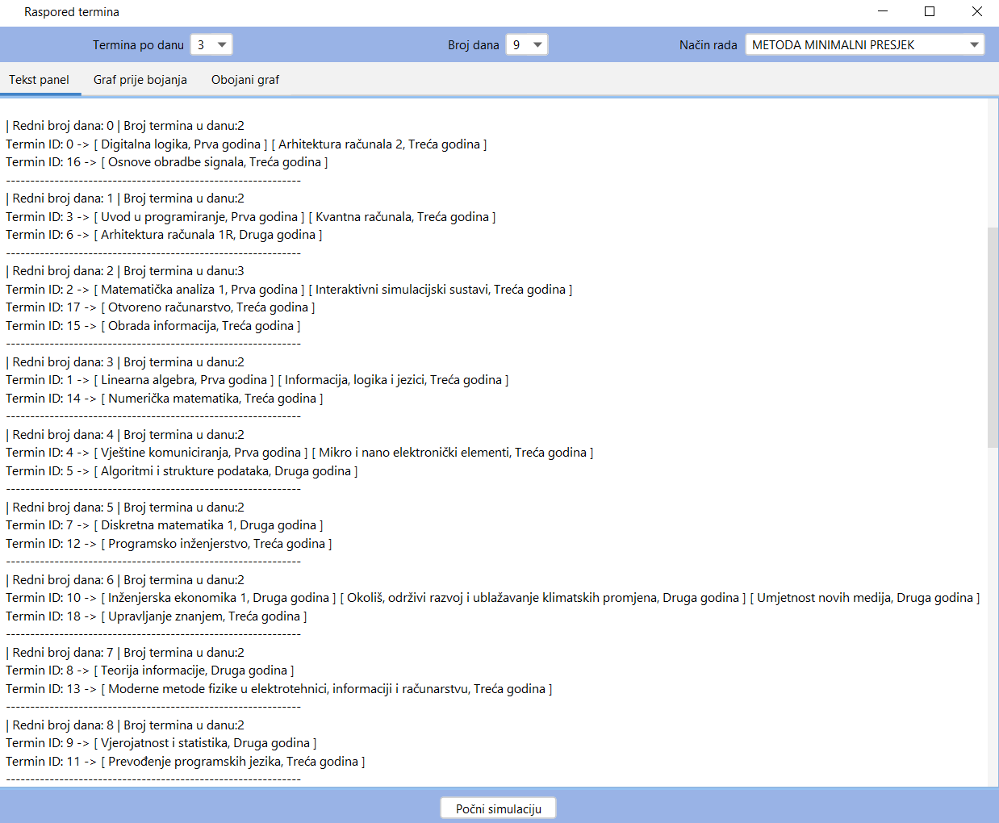 Raspored termina
Termina po danu 3 Broj dana 9 Način rada METODA MINIMALNI PRESJEK
Tekst panel Graf prije bojanja Obojani graf
| Redni broj dana: 0 | Broj termina u danu:2
Termin ID: 0 -> [ Digitalna logika, Prva godina ] [ Arhitektura računala 2, Treća godina ]
Termin ID: 16 -> [ Osnove obradbe signala, Treća godina ]
-------------------------------------------------------------
| Redni broj dana: 1 | Broj termina u danu:2
Termin ID: 3 -> [ Uvod u programiranje, Prva godina ] [ Kvantna računala, Treća godina ]
Termin ID: 6 -> [ Arhitektura računala 1R, Druga godina ]
-------------------------------------------------------------
| Redni broj dana: 2 | Broj termina u danu:3
Termin ID: 2 -> [ Matematička analiza 1, Prva godina ] [ Interaktivni simulacijski sustavi, Treća godina ]
Termin ID: 17 -> [ Otvoreno računarstvo, Treća godina ]
Termin ID: 15 -> [ Obrada informacija, Treća godina ]
-------------------------------------------------------------
| Redni broj dana: 3 | Broj termina u danu:2
Termin ID: 1 -> [ Linearna algebra, Prva godina ] [ Informacija, logika i jezici, Treća godina ]
Termin ID: 14 -> [ Numerička matematika, Treća godina ]
-------------------------------------------------------------
| Redni broj dana: 4 | Broj termina u danu:2
Termin ID: 4 -> [ Vještine komuniciranja, Prva godina ] [ Mikro i nano elektronički elementi, Treća godina ]
Termin ID: 5 -> [ Algoritmi i strukture podataka, Druga godina ]
-------------------------------------------------------------
| Redni broj dana: 5 | Broj termina u danu:2
Termin ID: 7 -> [ Diskretna matematika 1, Druga godina ]
Termin ID: 12 -> [ Programsko inženjerstvo, Treća godina ]
-------------------------------------------------------------
| Redni broj dana: 6 | Broj termina u danu:2
Termin ID: 10 -> [ Inženjerska ekonomika 1, Druga godina ] [ Okoliš, održivi razvoj i ublažavanje klimatskih promjena, Druga godina ] [ Umjetnost novih medija, Druga godina ]
Termin ID: 18 -> [ Upravljanje znanjem, Treća godina ]
-------------------------------------------------------------
| Redni broj dana: 7 | Broj termina u danu:2
Termin ID: 8 -> [ Teorija informacije, Druga godina ]
Termin ID: 13 -> [ Moderne metode fizike u elektrotehnici, informaciji i računarstvu, Treća godina ]
-------------------------------------------------------------
| Redni broj dana: 8 | Broj termina u danu:2
Termin ID: 9 -> [ Vjerojatnost i statistika, Druga godina ]
Termin ID: 11 -> [ Prevođenje programskih jezika, Treća godina ]
-------------------------------------------------------------
Počni simulaciju